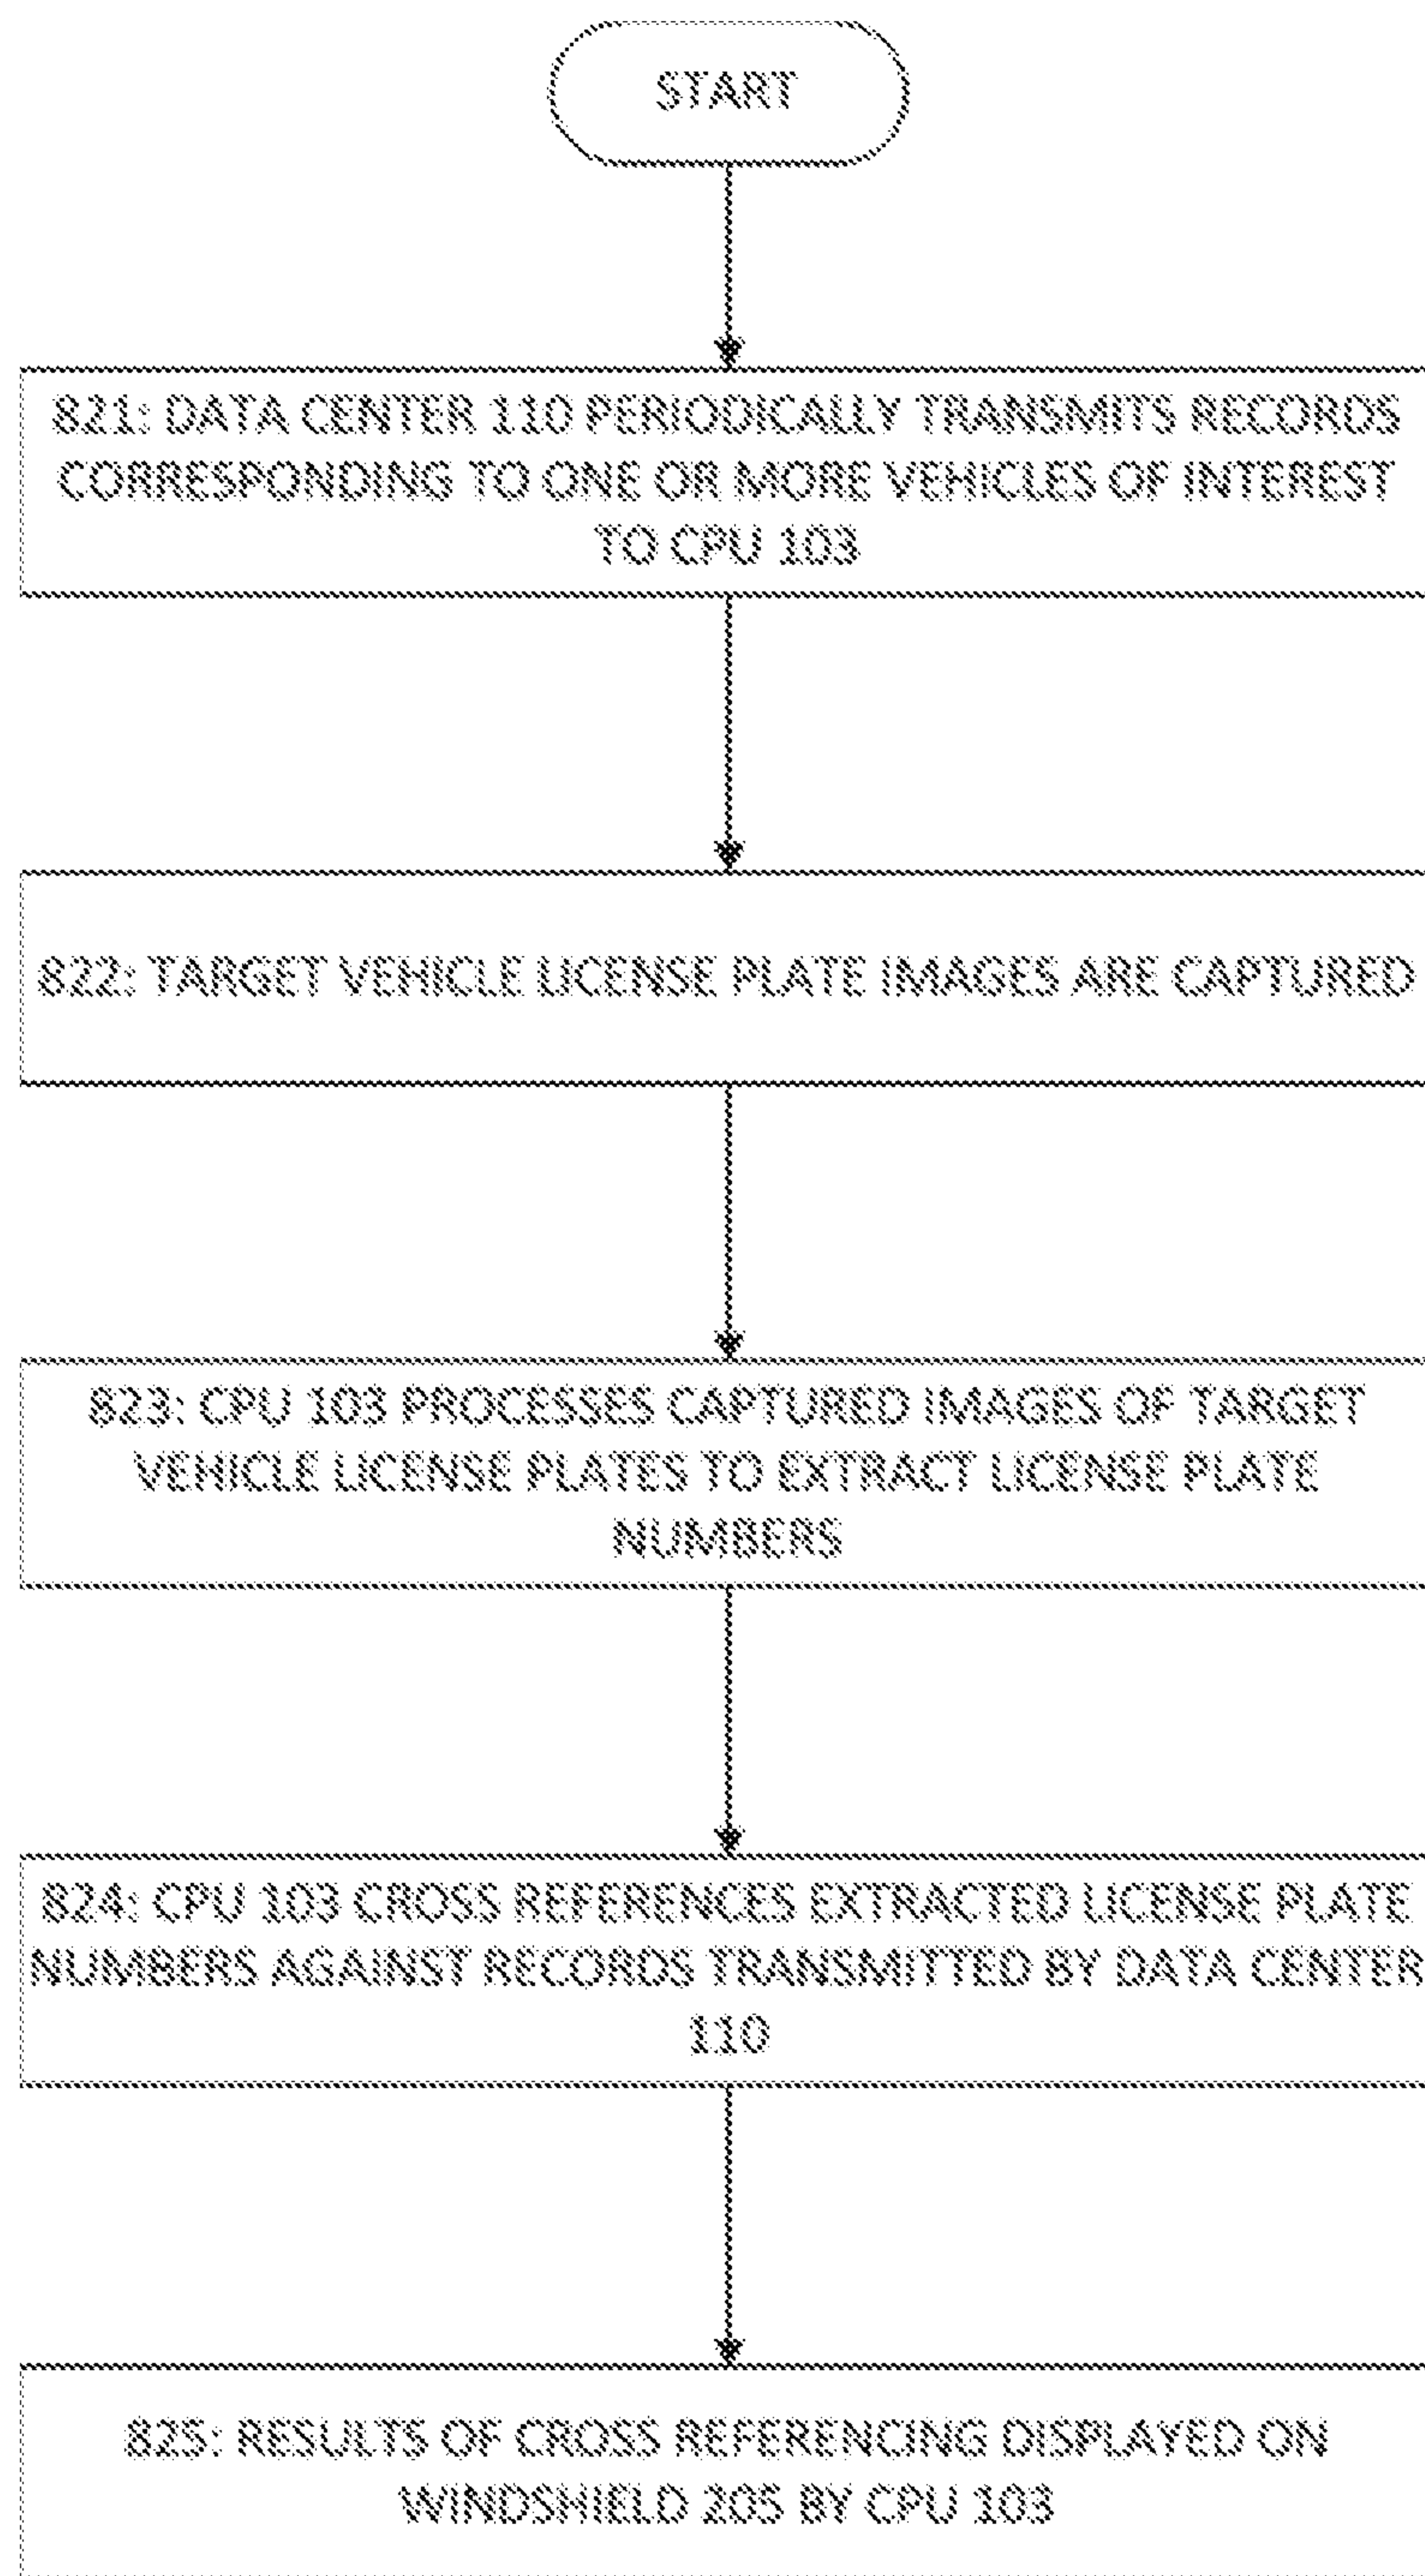 START
821: DATA CENTER 110 PERIODICALLY TRANSMITS RECORDS
CORRESPONDING TO ONE OR MORE VEHICLES OF INTEREST
TO CPU 103
822: TARGET VEHICLE LICENSE PLATE IMAGES ARE CAPTURED
823: CPU 103 PROCESSES CAPTURED IMAGES OF TARGET
VEHICLE LICENSE PLATES TO EXTRACT LICENSE PLATE
NUMBERS
824: CPU 103 CROSS REFERENCES EXTRACTED LICENSE PLATE
NUMBERS AGAINST RECORDS TRANSMITTED BY DATA CENTER
110
825: RESULTS OF CROSS REFERENCING DISPLAYED ON
WINDSHIELD 205 BY CPU 103